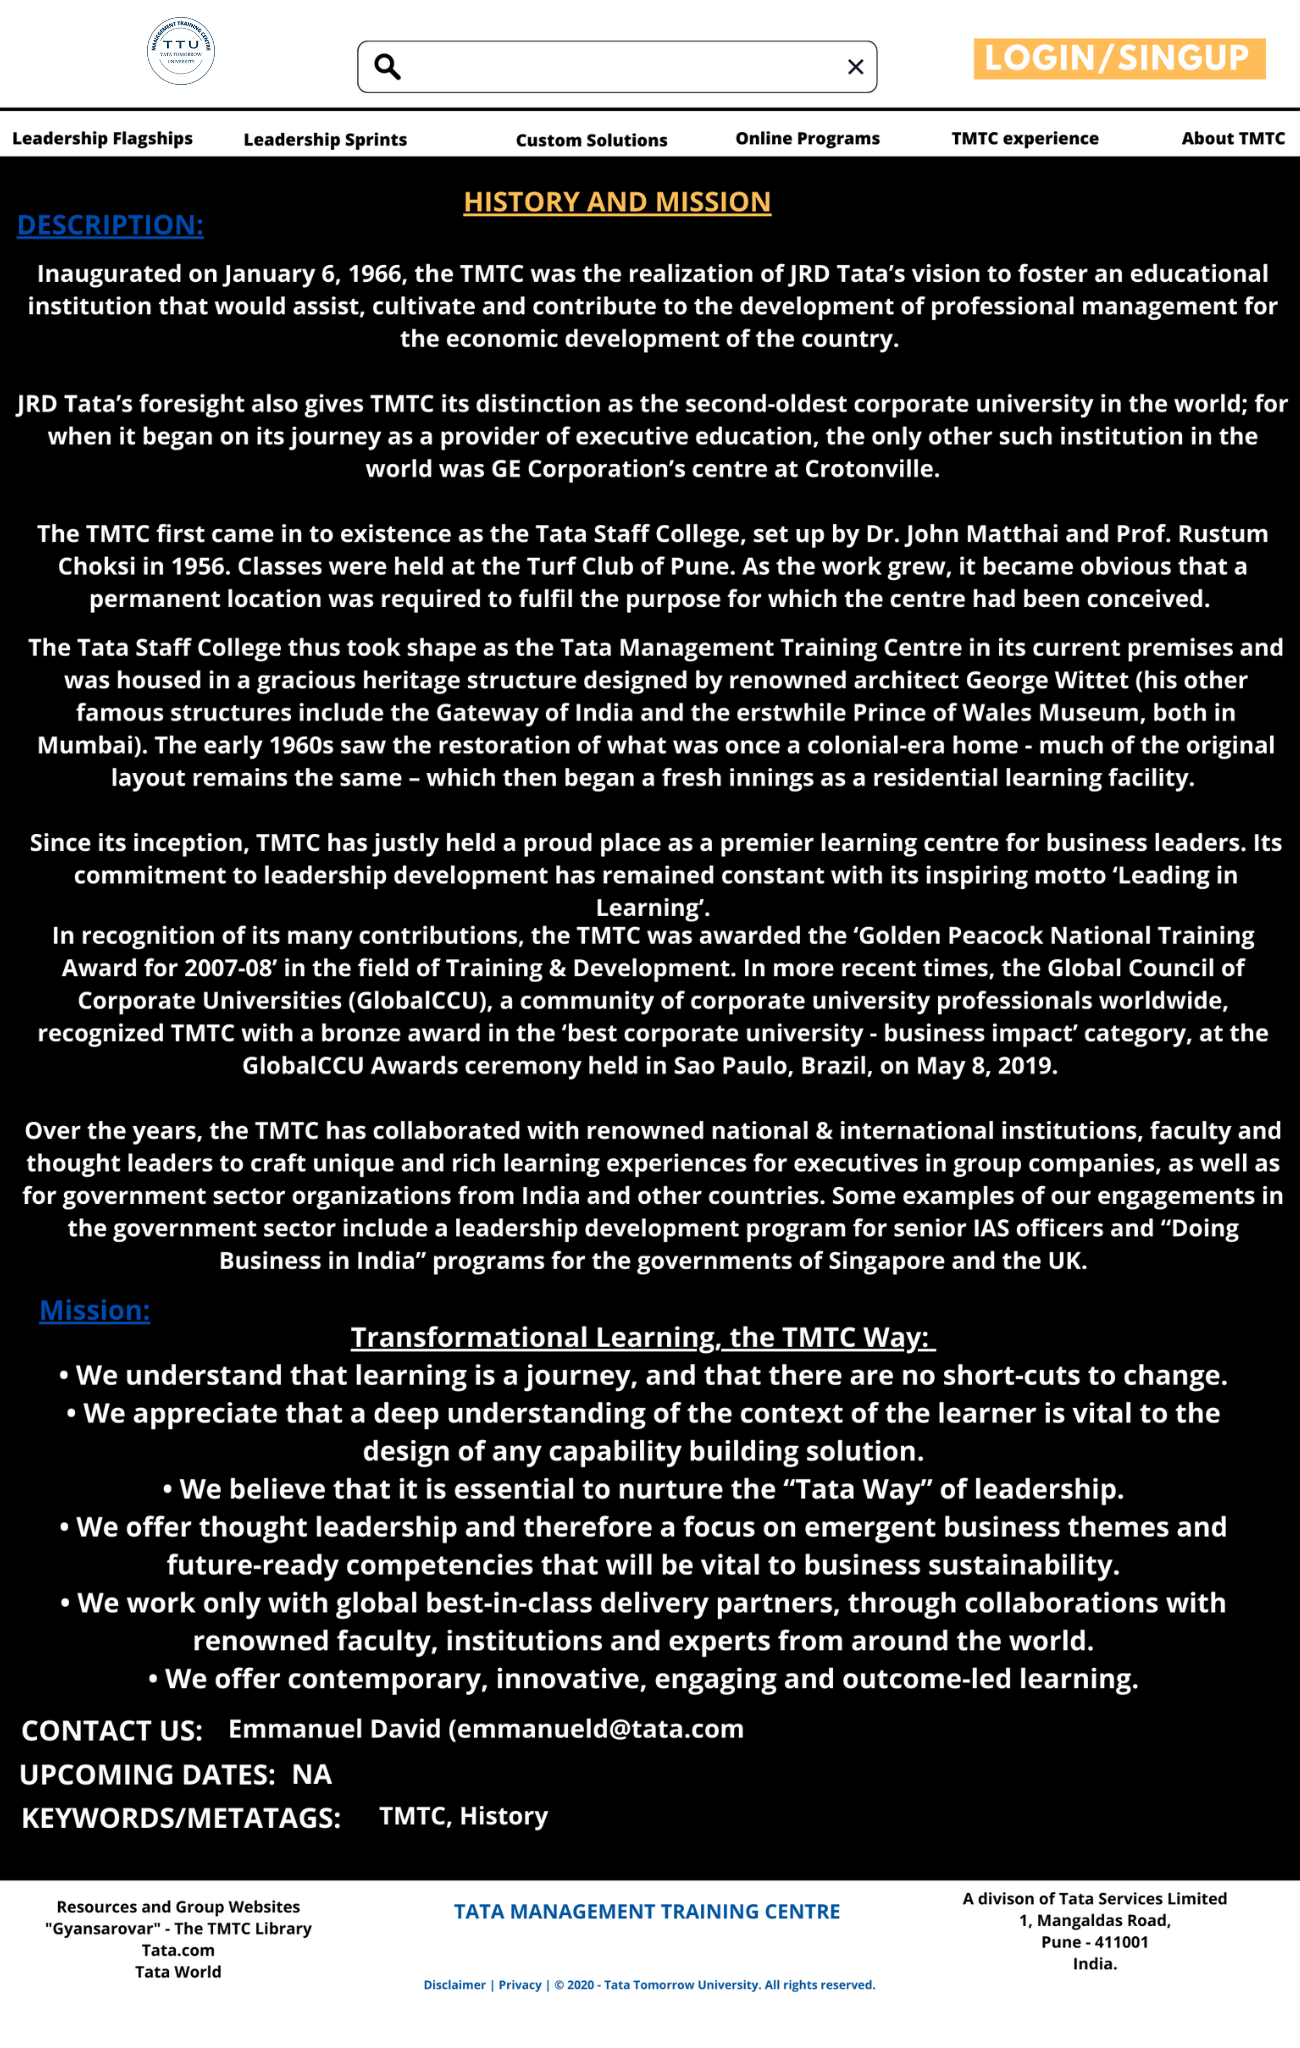 MANAGEMENT TRAINING CENTRE
TTU
TATA TOMORROW
UNIVERSITY
LOGIN/SINGUP
Leadership Flagships
Leadership Sprints
Custom Solutions
Online Programs
TMTC experience
About TMTC
HISTORY AND MISSION
DESCRIPTION:
Inaugurated on January 6, 1966, the TMTC was the realization of JRD Tata’s vision to foster an educational
institution that would assist, cultivate and contribute to the development of professional management for
the economic development of the country.
JRD Tata’s foresight also gives TMTC its distinction as the second-oldest corporate university in the world; for
when it began on its journey as a provider of executive education, the only other such institution in the
world was GE Corporation’s centre at Crotonville.
The TMTC first came in to existence as the Tata Staff College, set up by Dr. John Matthai and Prof. Rustum
Choksi in 1956. Classes were held at the Turf Club of Pune. As the work grew, it became obvious that a
permanent location was required to fulfil the purpose for which the centre had been conceived.
The Tata Staff College thus took shape as the Tata Management Training Centre in its current premises and
was housed in a gracious heritage structure designed by renowned architect George Wittet (his other
famous structures include the Gateway of India and the erstwhile Prince of Wales Museum, both in
Mumbai). The early 1960s saw the restoration of what was once a colonial-era home - much of the original
layout remains the same – which then began a fresh innings as a residential learning facility.
Since its inception, TMTC has justly held a proud place as a premier learning centre for business leaders. Its
commitment to leadership development has remained constant with its inspiring motto ‘Leading in
Learning’.
In recognition of its many contributions, the TMTC was awarded the ‘Golden Peacock National Training
Award for 2007-08’ in the field of Training & Development. In more recent times, the Global Council of
Corporate Universities (GlobalCCU), a community of corporate university professionals worldwide,
recognized TMTC with a bronze award in the ‘best corporate university - business impact’ category, at the
GlobalCCU Awards ceremony held in Sao Paulo, Brazil, on May 8, 2019.
Over the years, the TMTC has collaborated with renowned national & international institutions, faculty and
thought leaders to craft unique and rich learning experiences for executives in group companies, as well as
for government sector organizations from India and other countries. Some examples of our engagements in
the government sector include a leadership development program for senior IAS officers and “Doing
Business in India” programs for the governments of Singapore and the UK.
Mission:
Transformational Learning, the TMTC Way:
• We understand that learning is a journey, and that there are no short-cuts to change.
• We appreciate that a deep understanding of the context of the learner is vital to the
design of any capability building solution.
• We believe that it is essential to nurture the “Tata Way” of leadership.
• We offer thought leadership and therefore a focus on emergent business themes and
future-ready competencies that will be vital to business sustainability.
• We work only with global best-in-class delivery partners, through collaborations with
renowned faculty, institutions and experts from around the world.
• We offer contemporary, innovative, engaging and outcome-led learning.
CONTACT US: Emmanuel David (emmanueld@tata.com
UPCOMING DATES: NA
KEYWORDS/METATAGS: TMTC, History
Resources and Group Websites
"Gyansarovar" - The TMTC Library
Tata.com
Tata World
TATA MANAGEMENT TRAINING CENTRE
Disclaimer | Privacy | © 2020 - Tata Tomorrow University. All rights reserved.
A divison of Tata Services Limited
1, Mangaldas Road,
Pune - 411001
India.